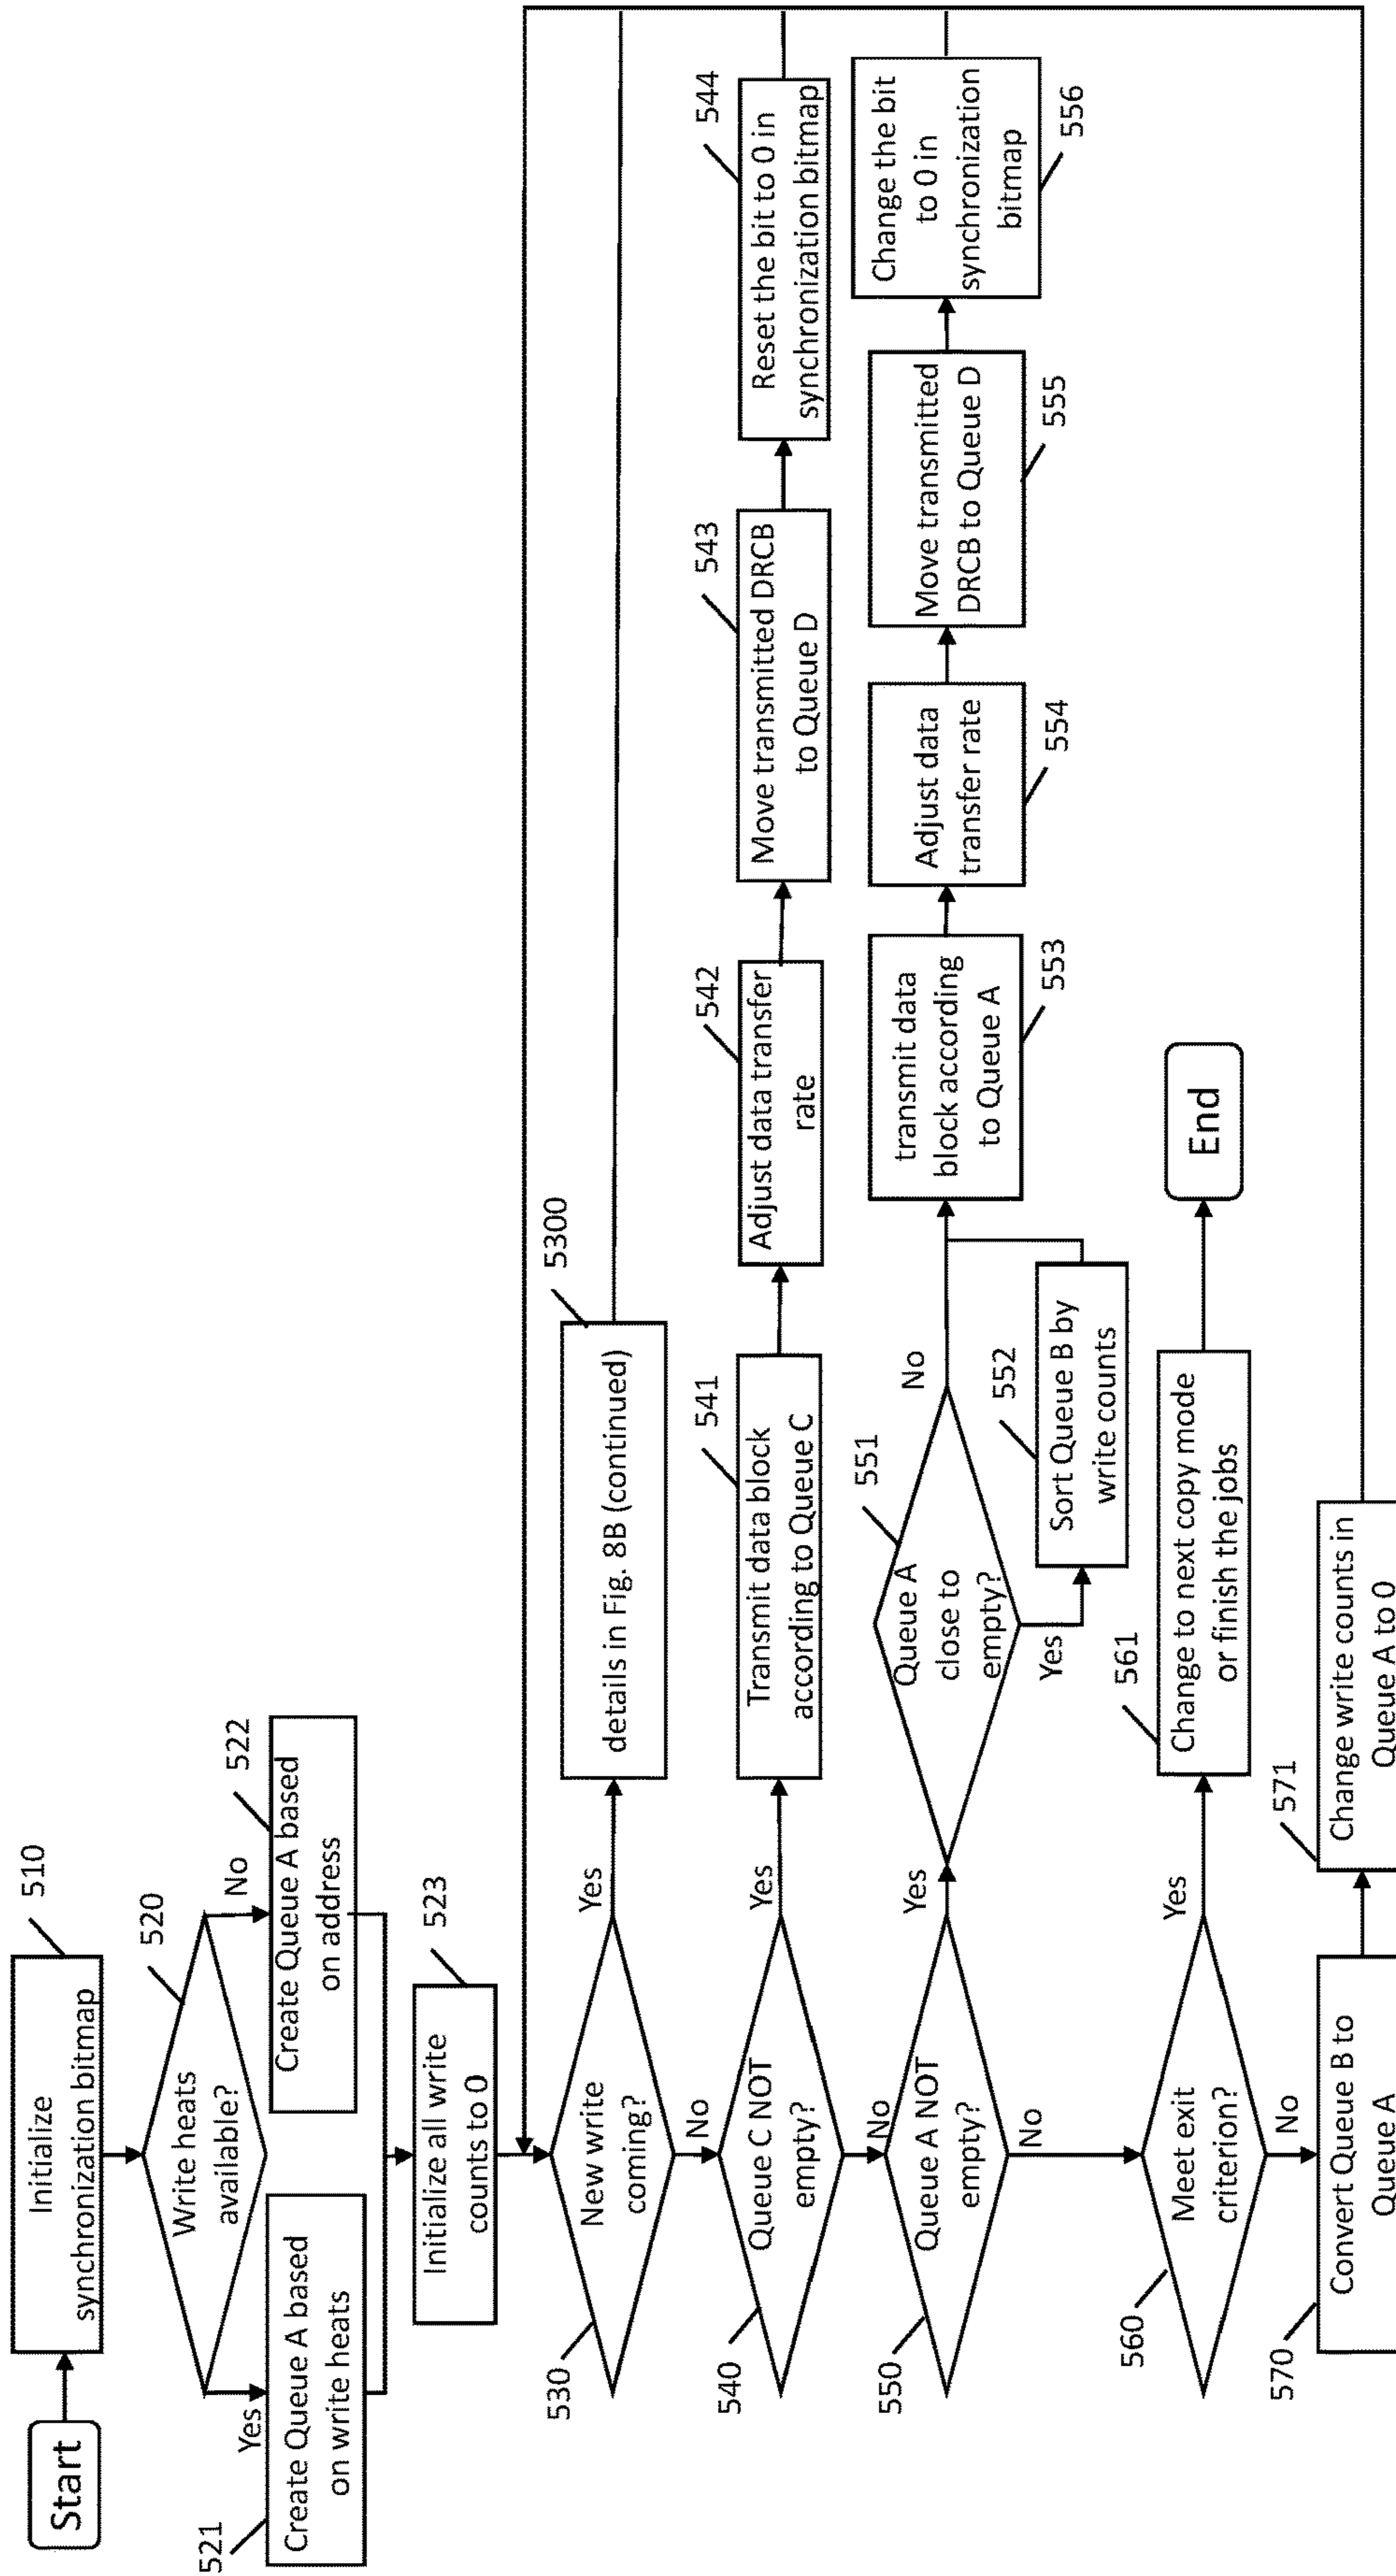 Start
Initialize
synchronization bitmap
510
Write heats
available?
520
Yes
No
521
Create Queue A based
on write heats
522
Create Queue A based
on address
Initialize all write
counts to 0
523
530
New write
coming?
Yes
5300
details in Fig. 8B (continued)
No
540
Queue C NOT
empty?
Yes
541
Transmit data block
according to Queue C
542
Adjust data transfer
rate
543
Move transmitted DRCB
to Queue D
544
Reset the bit to 0 in
synchronization bitmap
No
550
Queue A NOT
empty?
Yes
551
Queue A
close to
empty?
No
Yes
552
Sort Queue B by
write counts
transmit data
block according
to Queue A
553
Adjust data
transfer rate
554
Move transmitted
DRCB to Queue D
555
Change the bit
to 0 in
synchronization
bitmap
556
No
560
Meet exit
criterion?
Yes
561
Change to next copy mode
or finish the jobs
End
No
570
Convert Queue B to
Queue A
571
Change write counts in
Queue A to 0